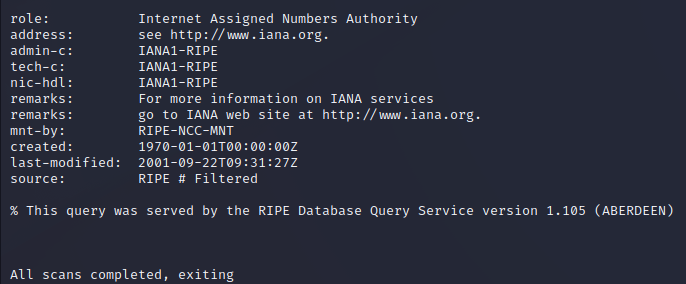 role:           Internet Assigned Numbers Authority
address:        see http://www.iana.org.
admin-c:        IANA1-RIPE
tech-c:         IANA1-RIPE
nic-hdl:        IANA1-RIPE
remarks:        For more information on IANA services
remarks:        go to IANA web site at http://www.iana.org.
mnt-by:         RIPE-NCC-MNT
created:        1970-01-01T00:00:00Z
last-modified:  2001-09-22T09:31:27Z
source:         RIPE # Filtered
% This query was served by the RIPE Database Query Service version 1.105 (ABERDEEN)
All scans completed, exiting